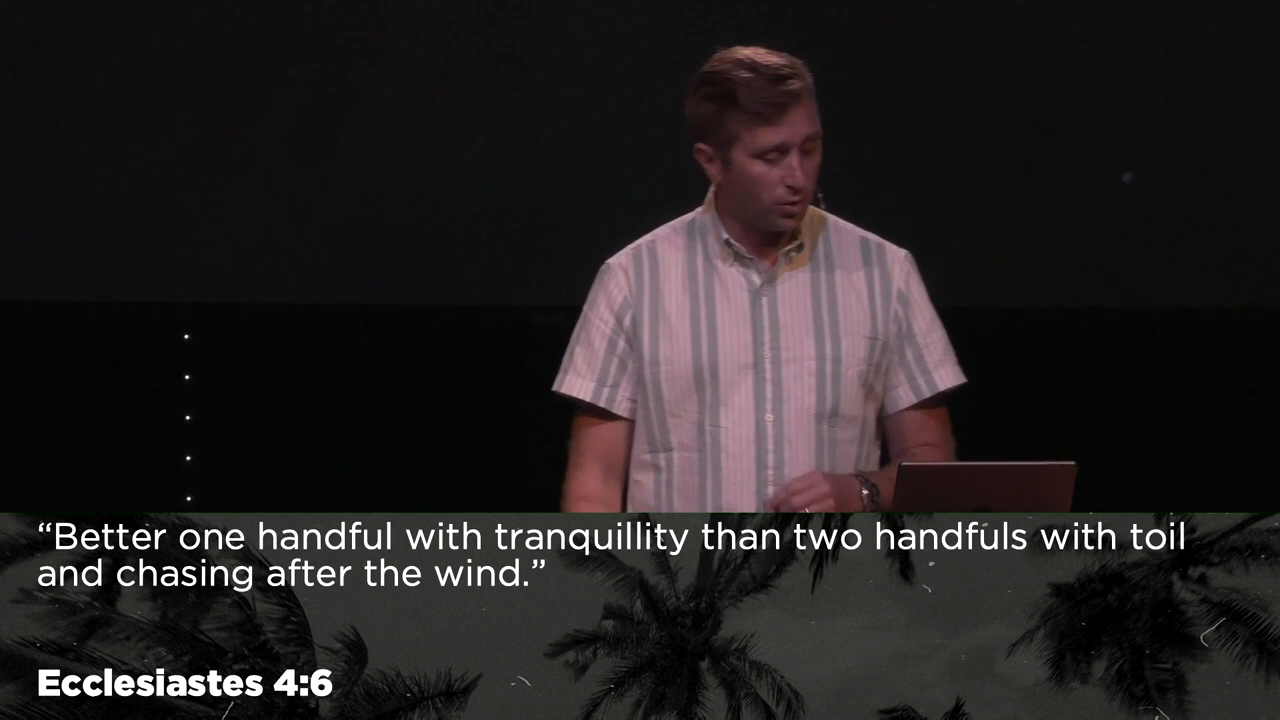 “Better one handful with tranquillity than two handfuls with toil
and chasing after the wind.”
Ecclesiastes 4:6